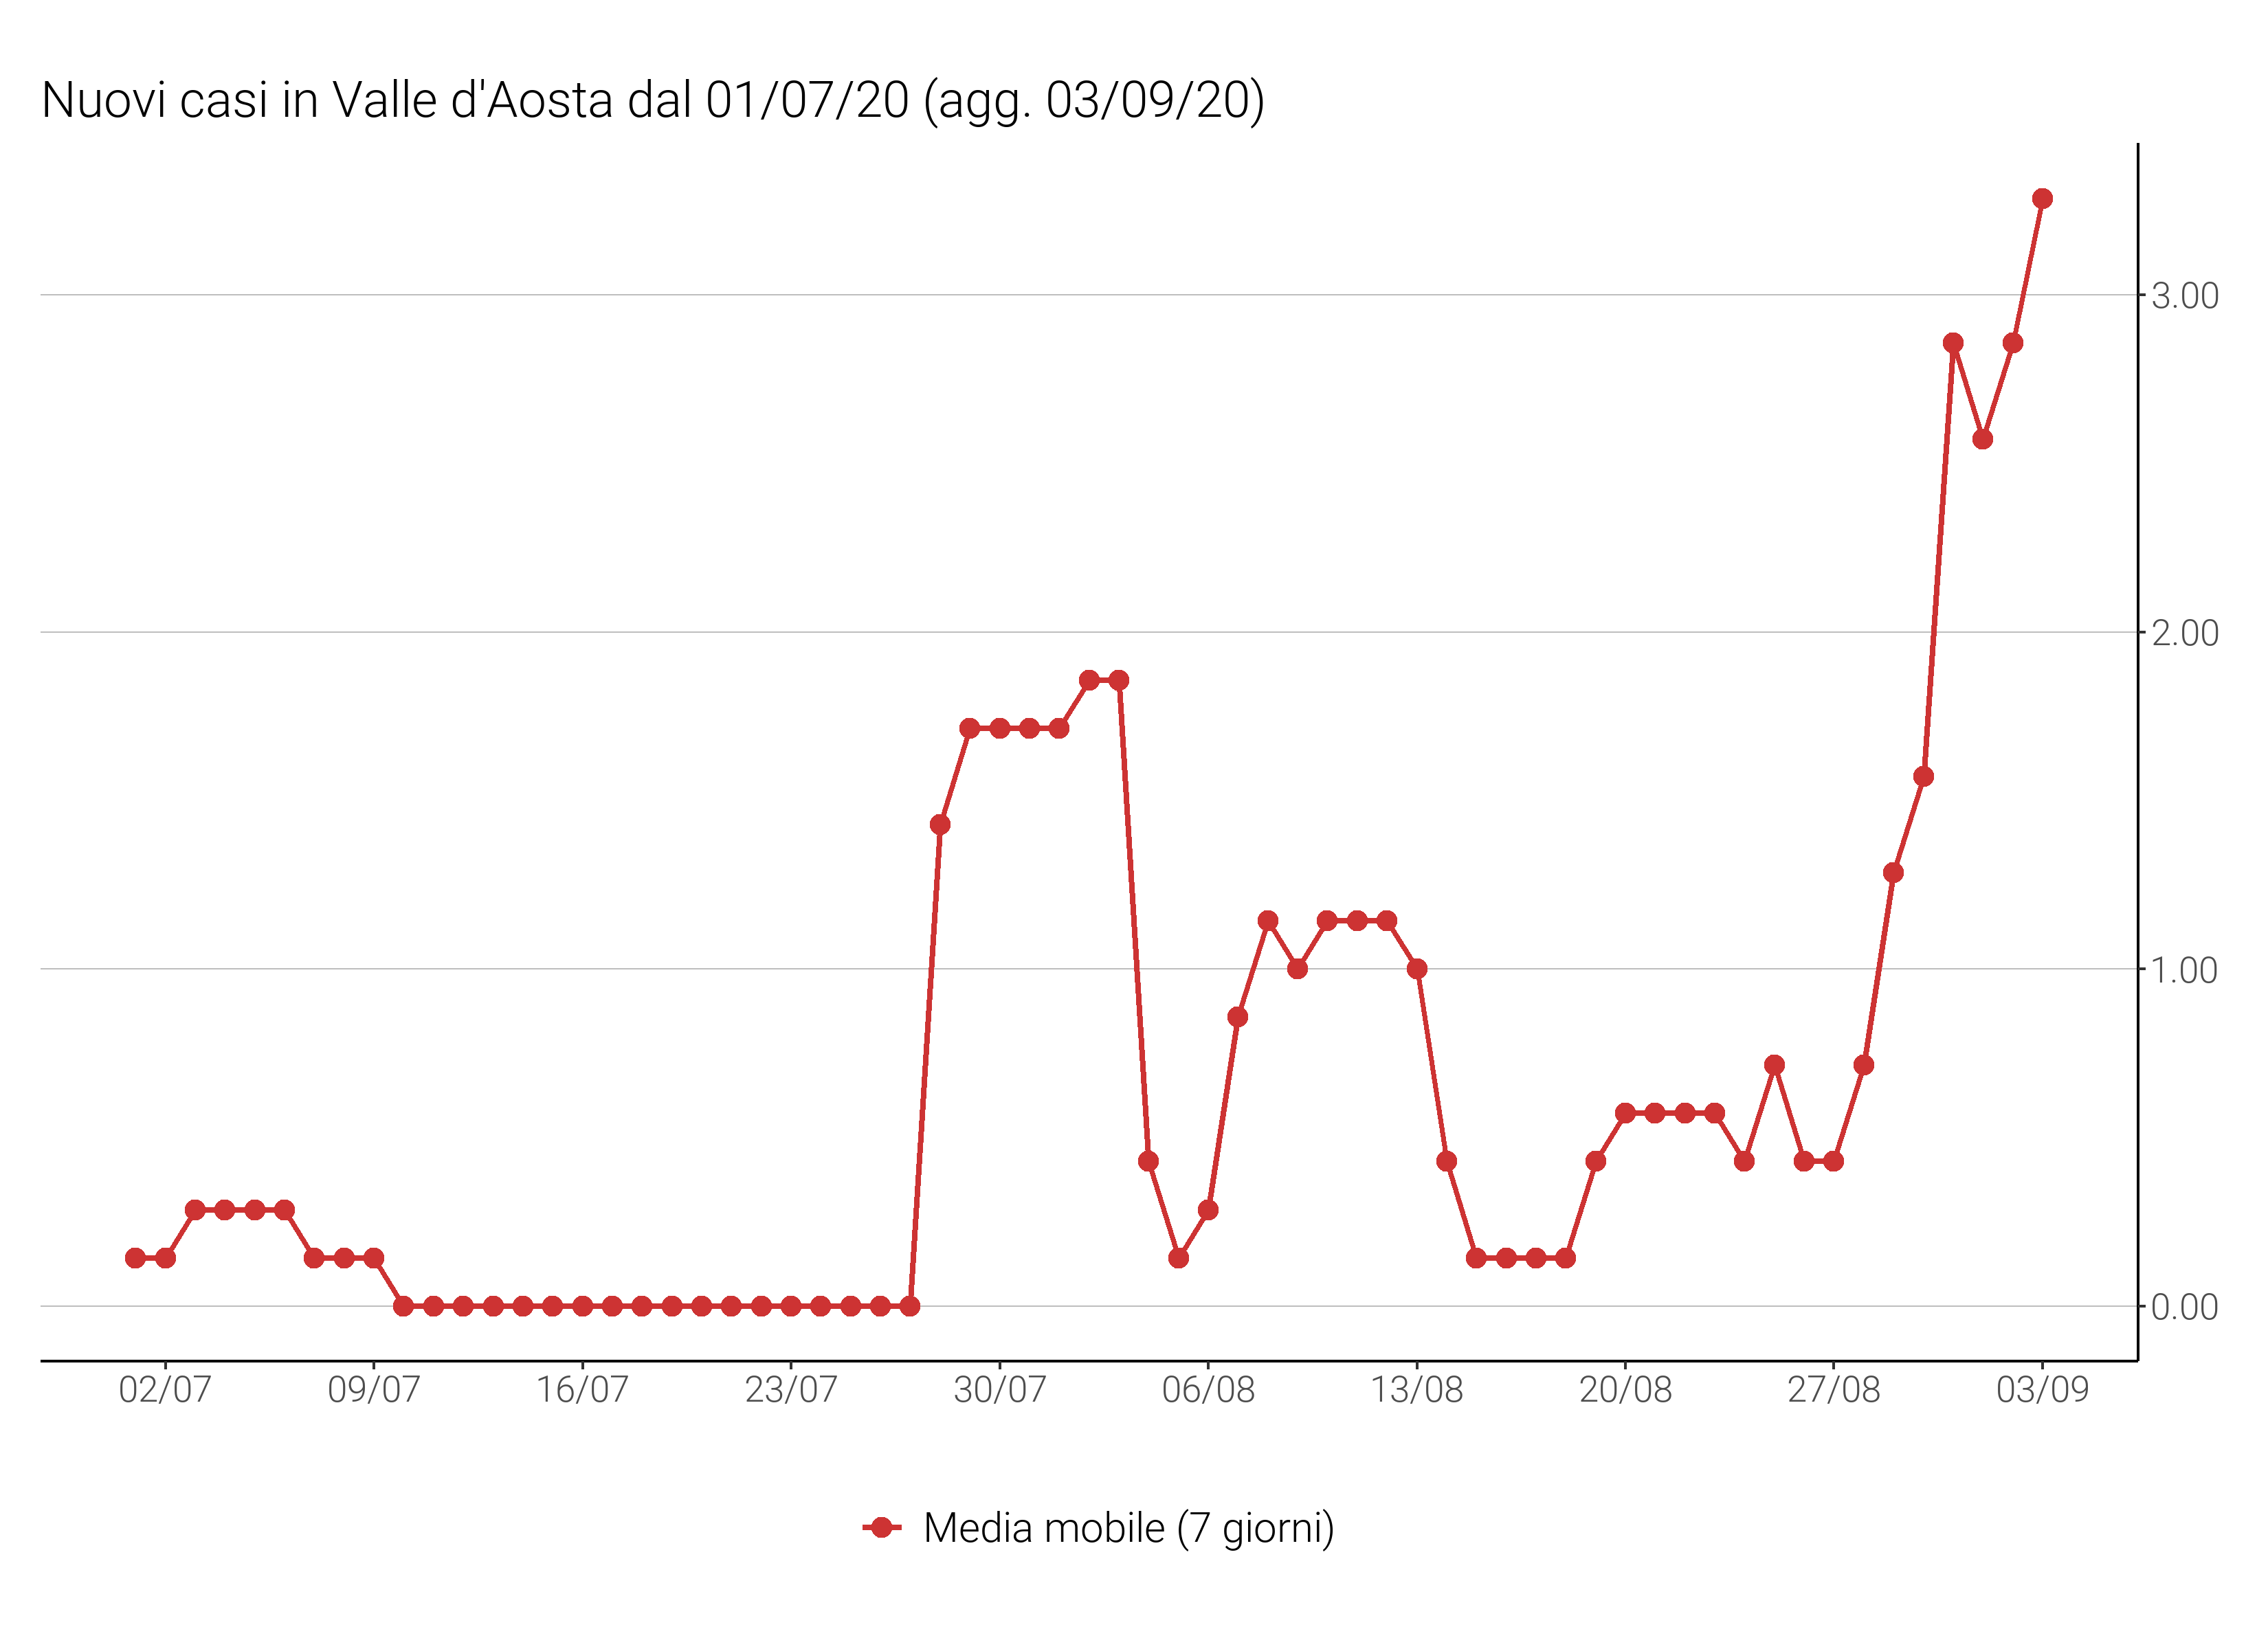 Nuovi casi in Valle d'Aosta dal 01/07/20 (agg. 03/09/20)
3.00
2.00
1.00
0.00
02/07 09/07 16/07 23/07 30/07 06/08 13/08 20/08 27/08 03/09
Media mobile (7 giorni)